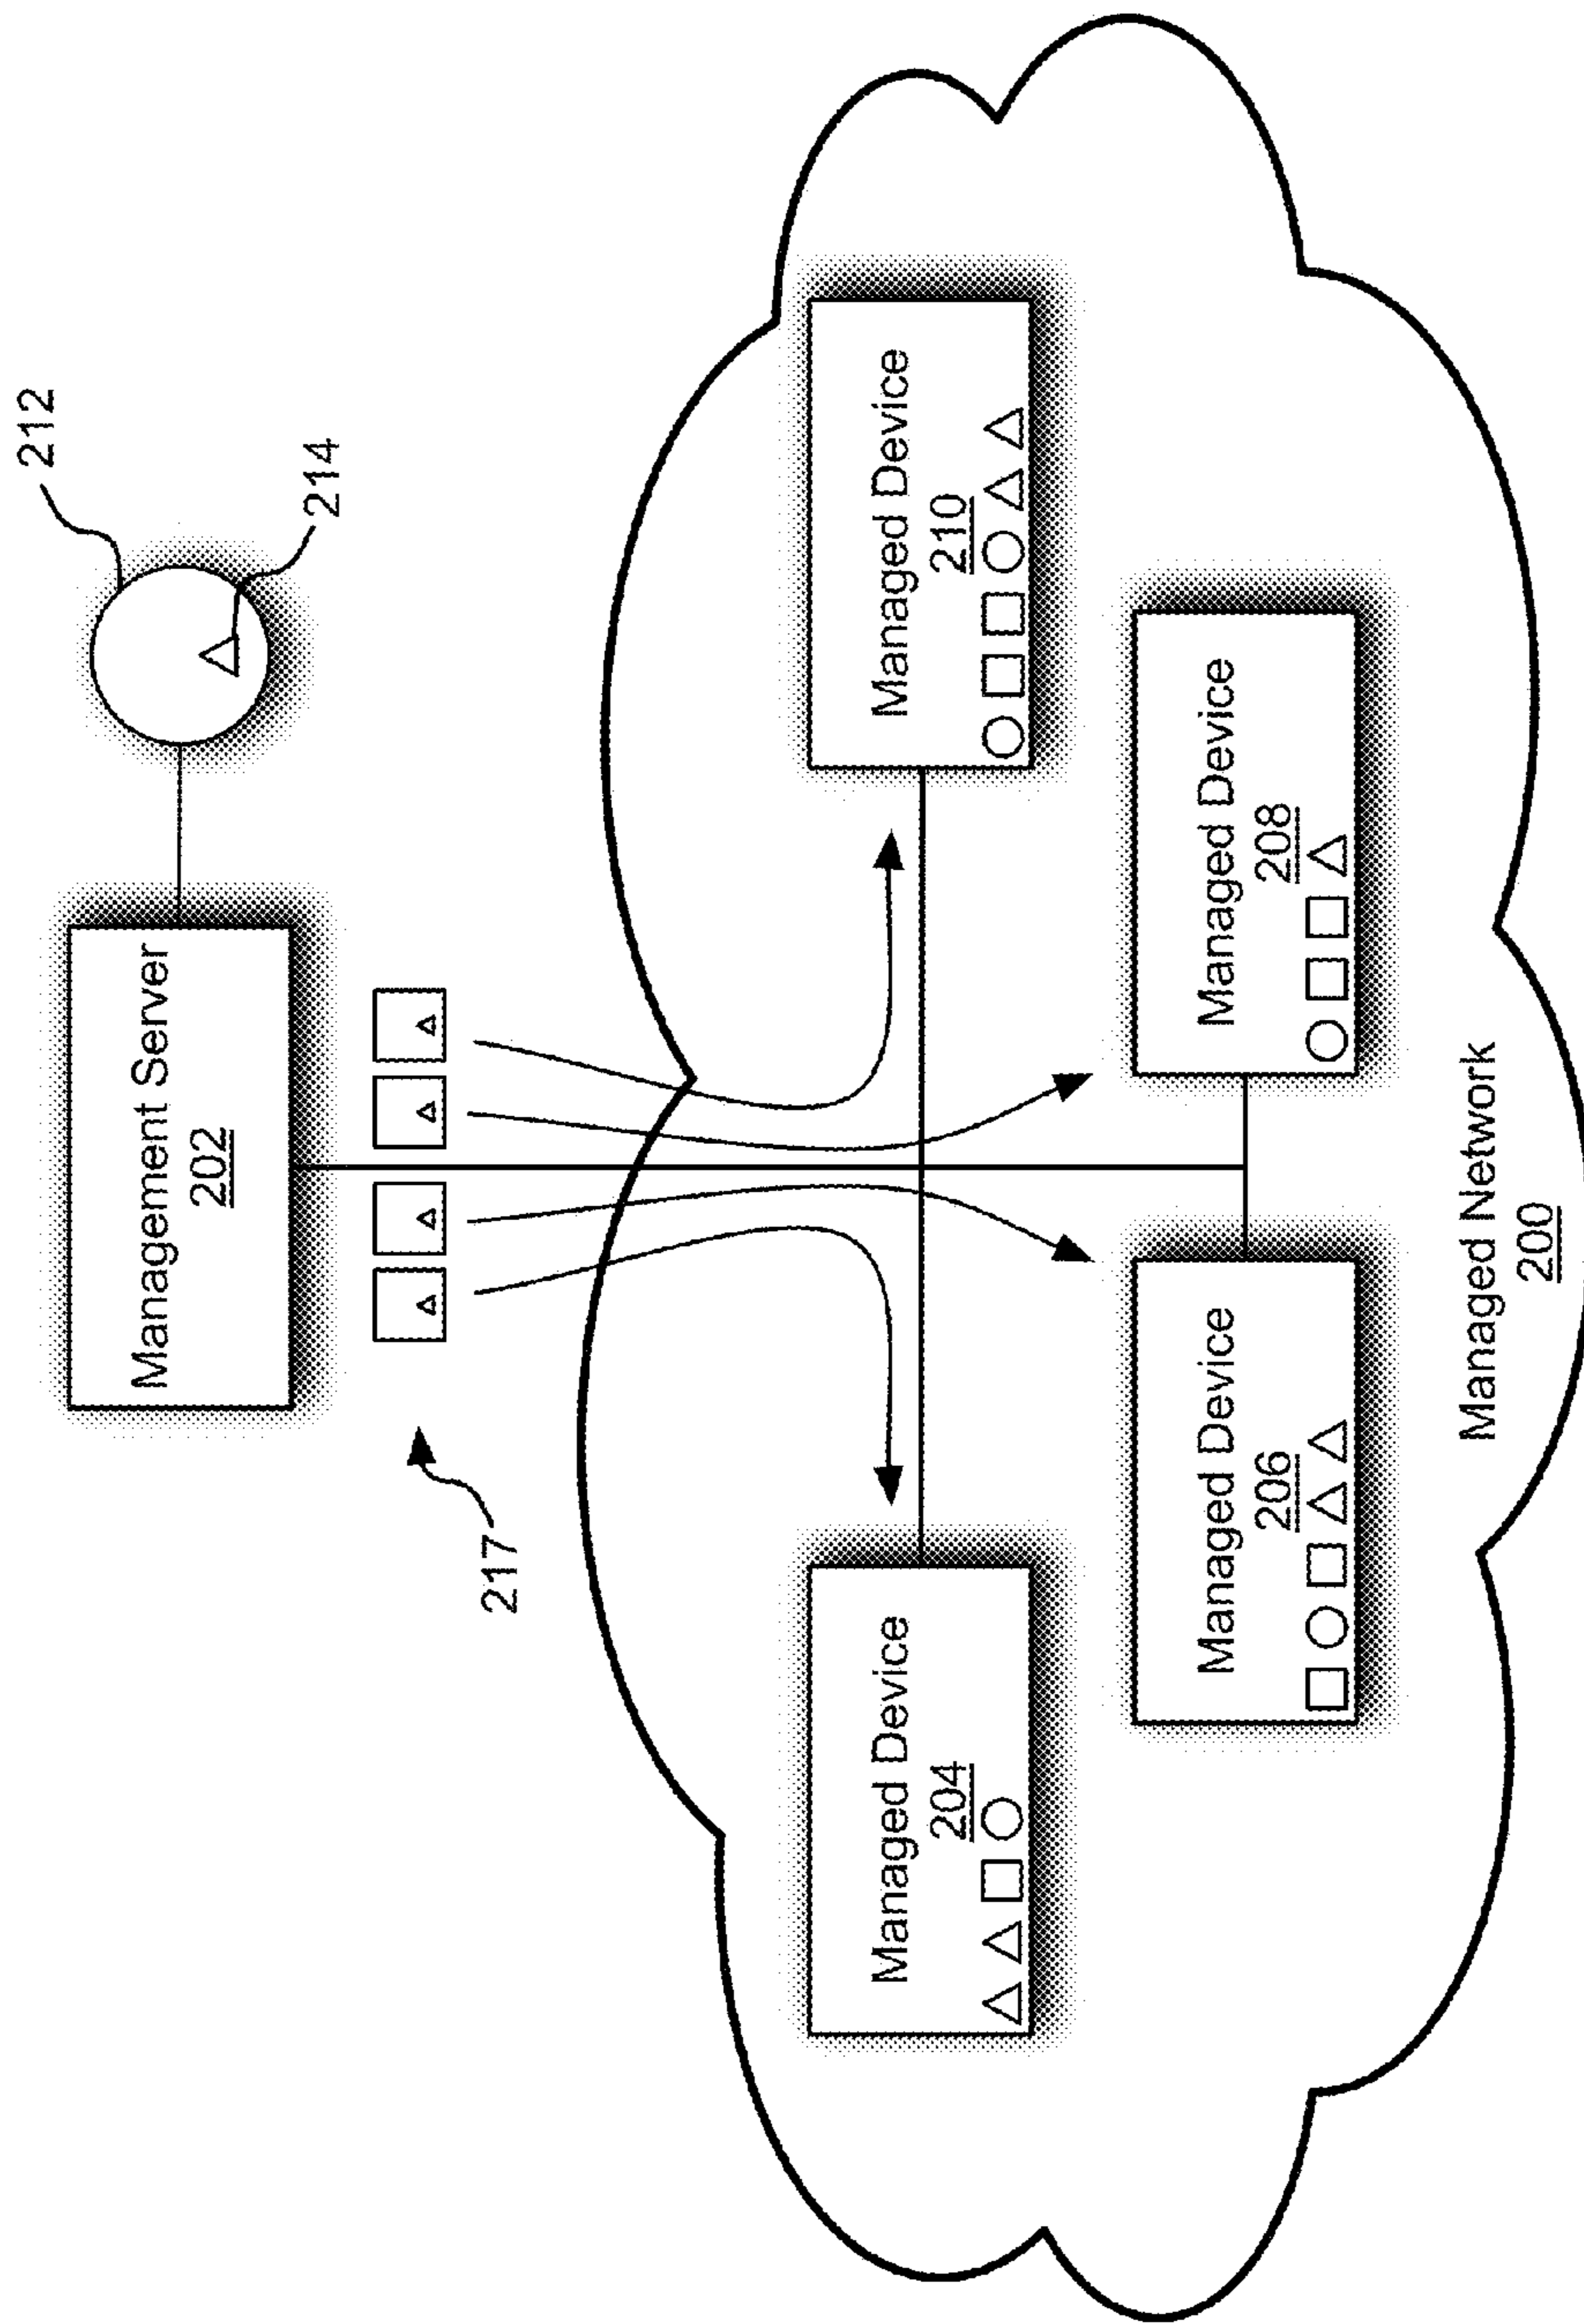 212
214
Management Server
202
217
Managed Device
204
Managed Device
210
Managed Device
206
Managed Device
208
Managed Network
200